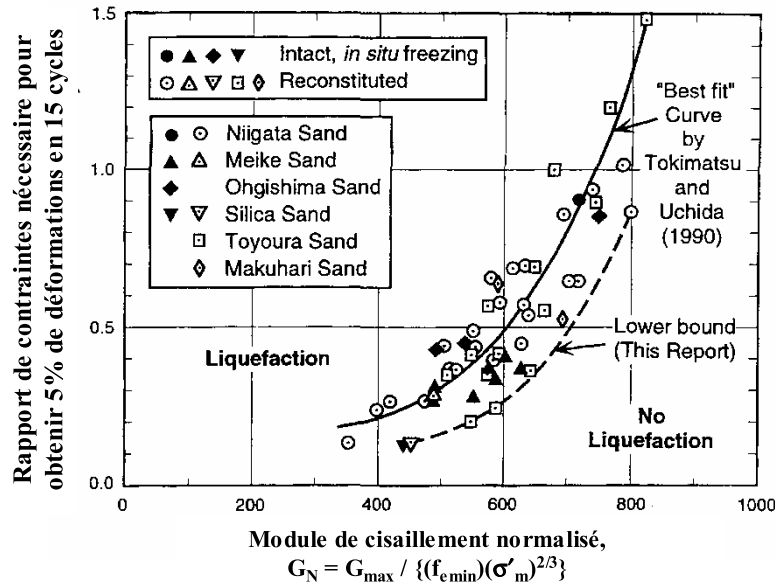 Rapport de contraintes nécessaire pour
obtenir 5% de déformations en 15 cycles
1.5
1.0
0.5
0.0
Intact, in situ freezing
Reconstituted
Niigata Sand
Meike Sand
Ohgishima Sand
Silica Sand
Toyoura Sand
Makuhari Sand
"Best fit"
Curve
by
Tokimatsu
and
Uchida
(1990)
Liquefaction
Lower bound
(This Report)
No
Liquefaction
0
200
400
600
800
1000
Module de cisaillement normalisé,
G_N = G_max / {(f_e min)(σ'_m)^2/3}